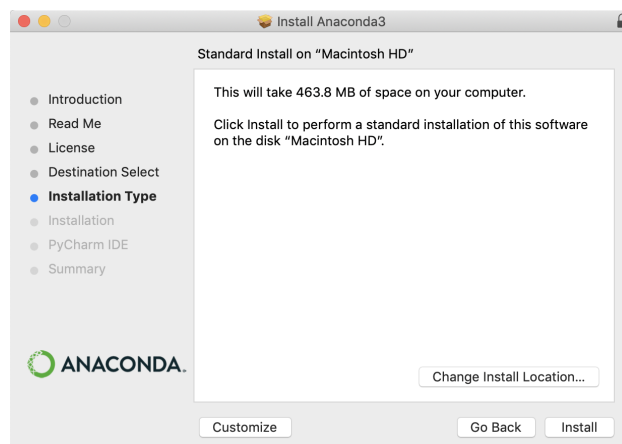 Install Anaconda3
Standard Install on “Macintosh HD”
Introduction
Read Me
License
Destination Select
Installation Type
Installation
PyCharm IDE
Summary
ANACONDA.
This will take 463.8 MB of space on your computer.
Click Install to perform a standard installation of this software
on the disk “Macintosh HD”.
Change Install Location...
Customize
Go Back
Install